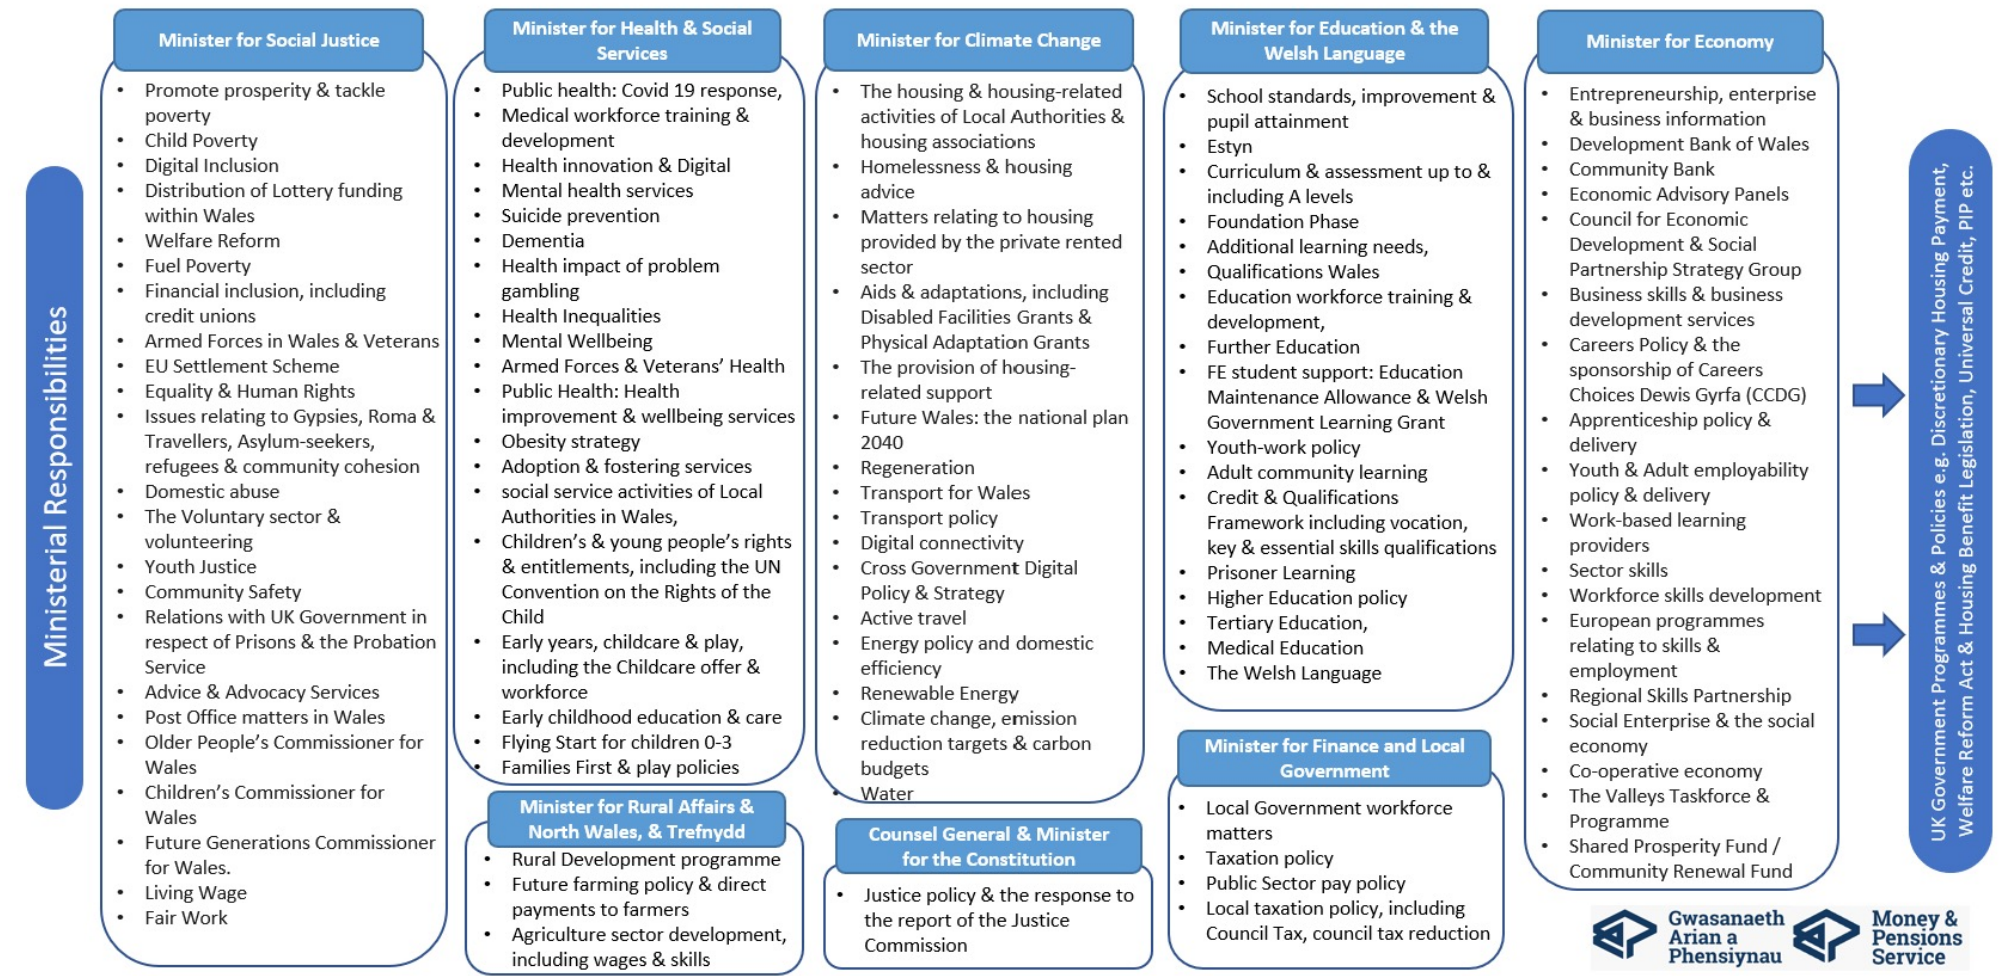 Ministerial Responsibilities
Minister for Social Justice
• Promote prosperity & tackle
poverty
• Child Poverty
• Digital Inclusion
• Distribution of Lottery funding
within Wales
• Welfare Reform
• Fuel Poverty
• Financial inclusion, including
credit unions
• Armed Forces in Wales & Veterans
• EU Settlement Scheme
• Equality & Human Rights
• Issues relating to Gypsies, Roma &
Travellers, Asylum-seekers,
refugees & community cohesion
• Domestic abuse
• The Voluntary sector &
volunteering
• Youth Justice
• Community Safety
• Relations with UK Government in
respect of Prisons & the Probation
Service
• Advice & Advocacy Services
• Post Office matters in Wales
• Older People's Commissioner for
Wales
• Children's Commissioner for
Wales
• Future Generations Commissioner
for Wales.
• Living Wage
• Fair Work
Minister for Health & Social
Services
• Public health: Covid 19 response,
• Medical workforce training &
development
• Health innovation & Digital
• Mental health services
• Suicide prevention
• Dementia
• Health impact of problem
gambling
• Health Inequalities
• Mental Wellbeing
• Armed Forces & Veterans' Health
• Public Health: Health
improvement & wellbeing services
• Obesity strategy
• Adoption & fostering services
• social service activities of Local
Authorities in Wales,
• Children's & young people's rights
& entitlements, including the UN
Convention on the Rights of the
Child
• Early years, childcare & play,
including the Childcare offer &
workforce
• Early childhood education & care
• Flying Start for children 0-3
• Families First & play policies
Minister for Rural Affairs &
North Wales, & Trefnydd
• Rural Development programme
• Future farming policy & direct
payments to farmers
• Agriculture sector development,
including wages & skills
Minister for Climate Change
• The housing & housing-related
activities of Local Authorities &
housing associations
• Homelessness & housing
advice
• Matters relating to housing
provided by the private rented
sector
• Aids & adaptations, including
Disabled Facilities Grants &
Physical Adaptation Grants
• The provision of housing-
related support
• Future Wales: the national plan
2040
• Regeneration
• Transport for Wales
• Transport policy
• Digital connectivity
• Cross Government Digital
Policy & Strategy
• Active travel
• Energy policy and domestic
efficiency
• Renewable Energy
• Climate change, emission
reduction targets & carbon
budgets
• Water
Counsel General & Minister
for the Constitution
• Justice policy & the response to
the report of the Justice
Commission
Minister for Education & the
Welsh Language
• School standards, improvement &
pupil attainment
• Estyn
• Curriculum & assessment up to &
including A levels
• Foundation Phase
• Additional learning needs,
• Qualifications Wales
• Education workforce training &
development,
• Further Education
• FE student support: Education
Maintenance Allowance & Welsh
Government Learning Grant
• Youth-work policy
• Adult community learning
• Credit & Qualifications
Framework including vocation,
key & essential skills qualifications
• Prisoner Learning
• Higher Education policy
• Tertiary Education,
• Medical Education
• The Welsh Language
Minister for Finance and Local
Government
• Local Government workforce
matters
• Taxation policy
• Public Sector pay policy
• Local taxation policy, including
Council Tax, council tax reduction
Minister for Economy
• Entrepreneurship, enterprise
& business information
• Development Bank of Wales
• Community Bank
• Economic Advisory Panels
• Council for Economic
Development & Social
Partnership Strategy Group
• Business skills & business
development services
• Careers Policy & the
sponsorship of Careers
Choices Dewis Gyrfa (CCDG)
• Apprenticeship policy &
delivery
• Youth & Adult employability
policy & delivery
• Work-based learning
providers
• Sector skills
• Workforce skills development
• European programmes
relating to skills &
employment
• Regional Skills Partnership
• Social Enterprise & the social
economy
• Co-operative economy
• The Valleys Taskforce &
Programme
• Shared Prosperity Fund /
Community Renewal Fund
UK Government Programmes & Policies e.g. Discretionary Housing Payment,
Welfare Reform Act & Housing Benefit Legislation, Universal Credit, PIP etc.
Gwasanaeth
Arian a
Phensiynau
Money &
Pensions
Service